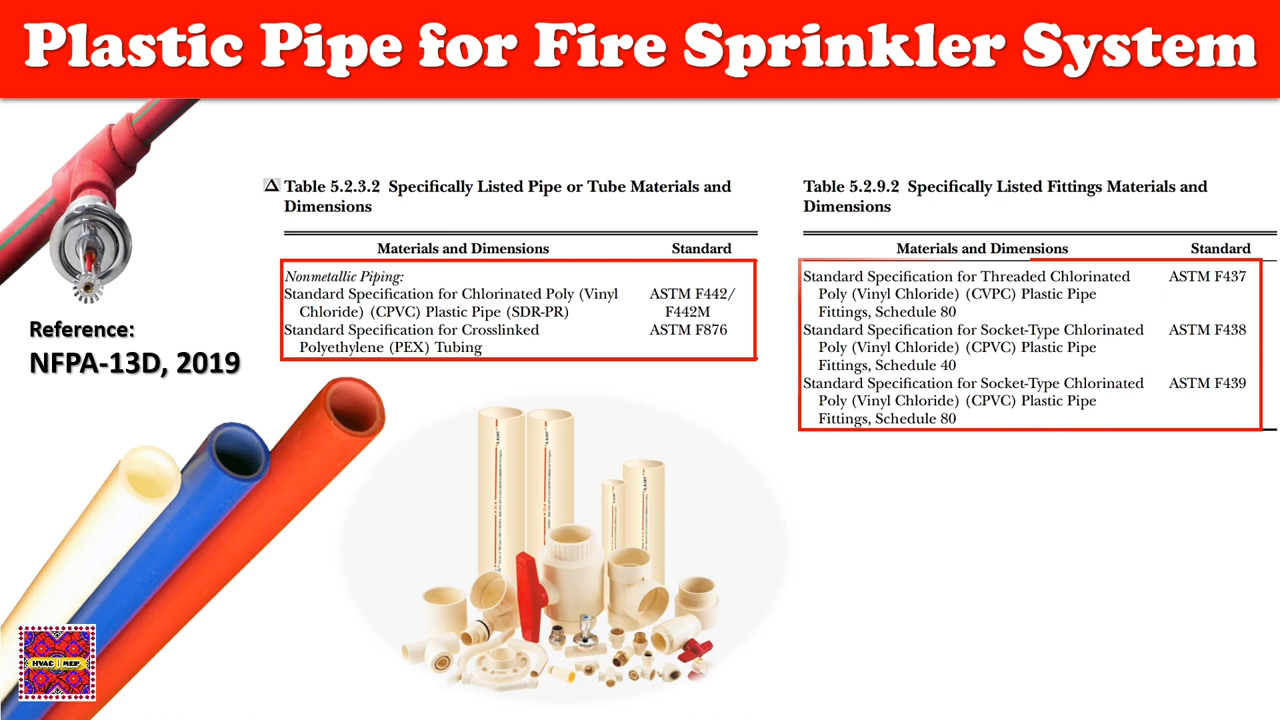 Plastic Pipe for Fire Sprinkler System
Δ Table 5.2.3.2 Specifically Listed Pipe or Tube Materials and
Dimensions
Materials and Dimensions Standard
Nonmetallic Piping:
Standard Specification for Chlorinated Poly (Vinyl ASTM F442/
Chloride) (CPVC) Plastic Pipe (SDR-PR) F442M
Standard Specification for Crosslinked ASTM F876
Polyethylene (PEX) Tubing
Table 5.2.9.2 Specifically Listed Fittings Materials and
Dimensions
Materials and Dimensions Standard
Standard Specification for Threaded Chlorinated ASTM F437
Poly (Vinyl Chloride) (CVPC) Plastic Pipe
Fittings, Schedule 80
Standard Specification for Socket-Type Chlorinated ASTM F438
Poly (Vinyl Chloride) (CPVC) Plastic Pipe
Fittings, Schedule 40
Standard Specification for Socket-Type Chlorinated ASTM F439
Poly (Vinyl Chloride) (CPVC) Plastic Pipe
Fittings, Schedule 80
Reference:
NFPA-13D, 2019
HVAC | MEP